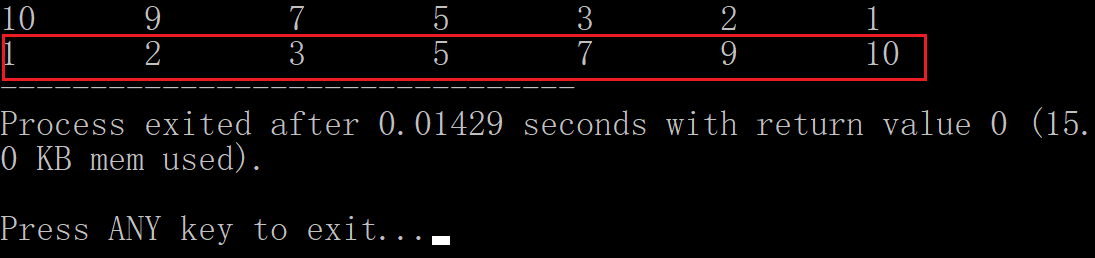 10 9 7 5 3 2 1
1 2 3 5 7 9 10
--------------------------------
Process exited after 0.01429 seconds with return value 0 (15.
0 KB mem used).
Press ANY key to exit...